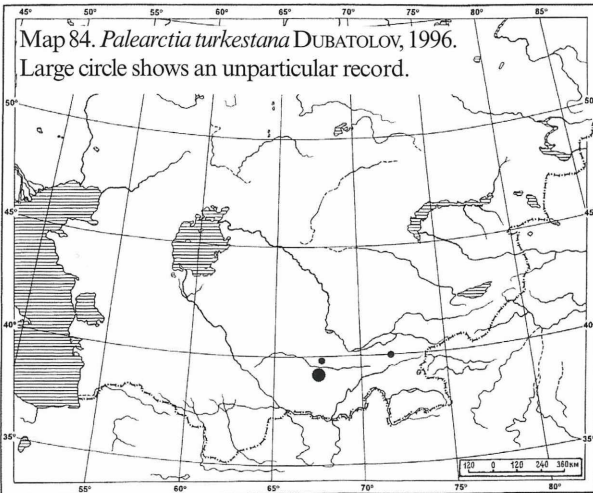 45° 50° 55° 60° 65° 70° 75° 80° 85° 90°
Map 84. Palearctia turkestana DUBATOLOV, 1996.
Large circle shows an unparticular record.
50° 50°
45° 45°
40° 40°
35° 35°
120 0 120 240 360км
55° 60° 65° 70° 75° 80°